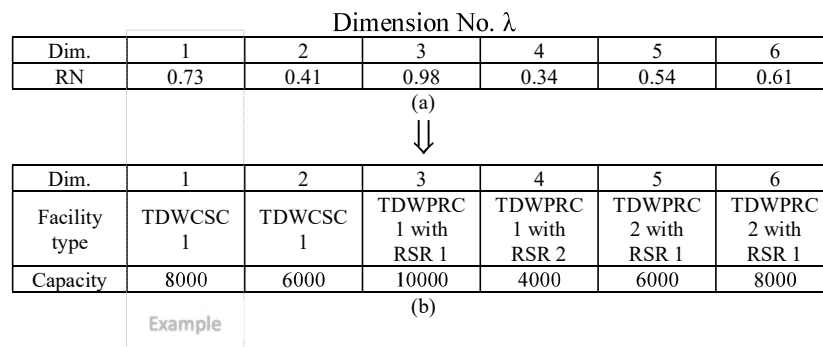 Dimension No. λ
Dim. 1 2 3 4 5 6
RN 0.73 0.41 0.98 0.34 0.54 0.61
(a)
⇓
Dim. 1 2 3 4 5 6
Facility type TDWCSC 1 TDWCSC 1 TDWPRC 1 with RSR 1 TDWPRC 1 with RSR 2 TDWPRC 2 with RSR 1 TDWPRC 2 with RSR 1
Capacity 8000 6000 10000 4000 6000 8000
(b)
Example